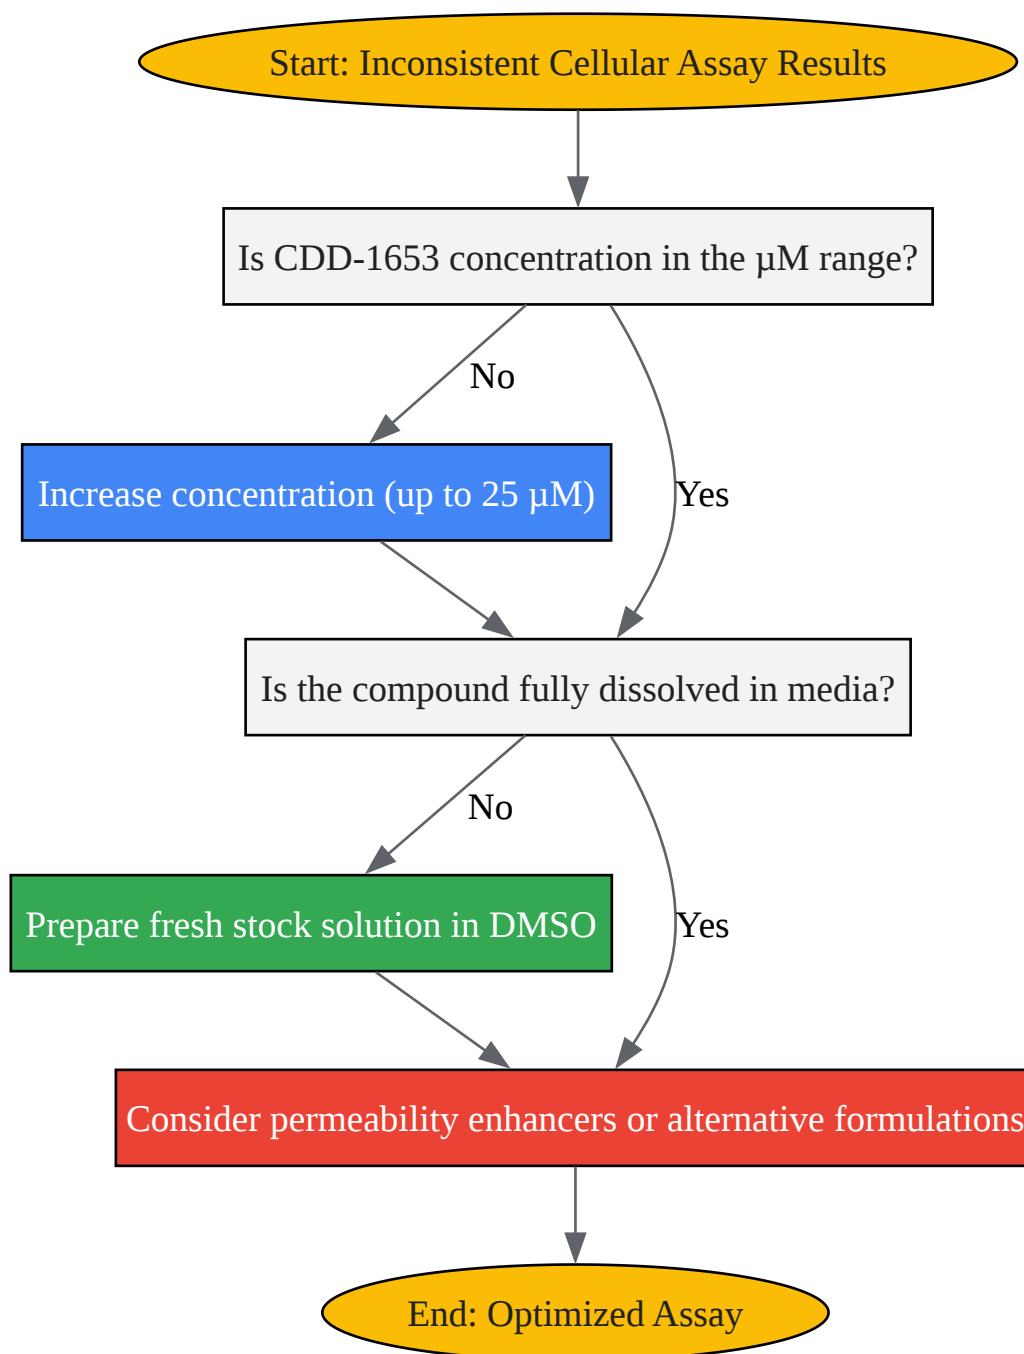 Start: Inconsistent Cellular Assay Results
Is CDD-1653 concentration in the µM range?
No
Increase concentration (up to 25 µM)
Yes
Is the compound fully dissolved in media?
No
Prepare fresh stock solution in DMSO
Yes
Consider permeability enhancers or alternative formulations
End: Optimized Assay